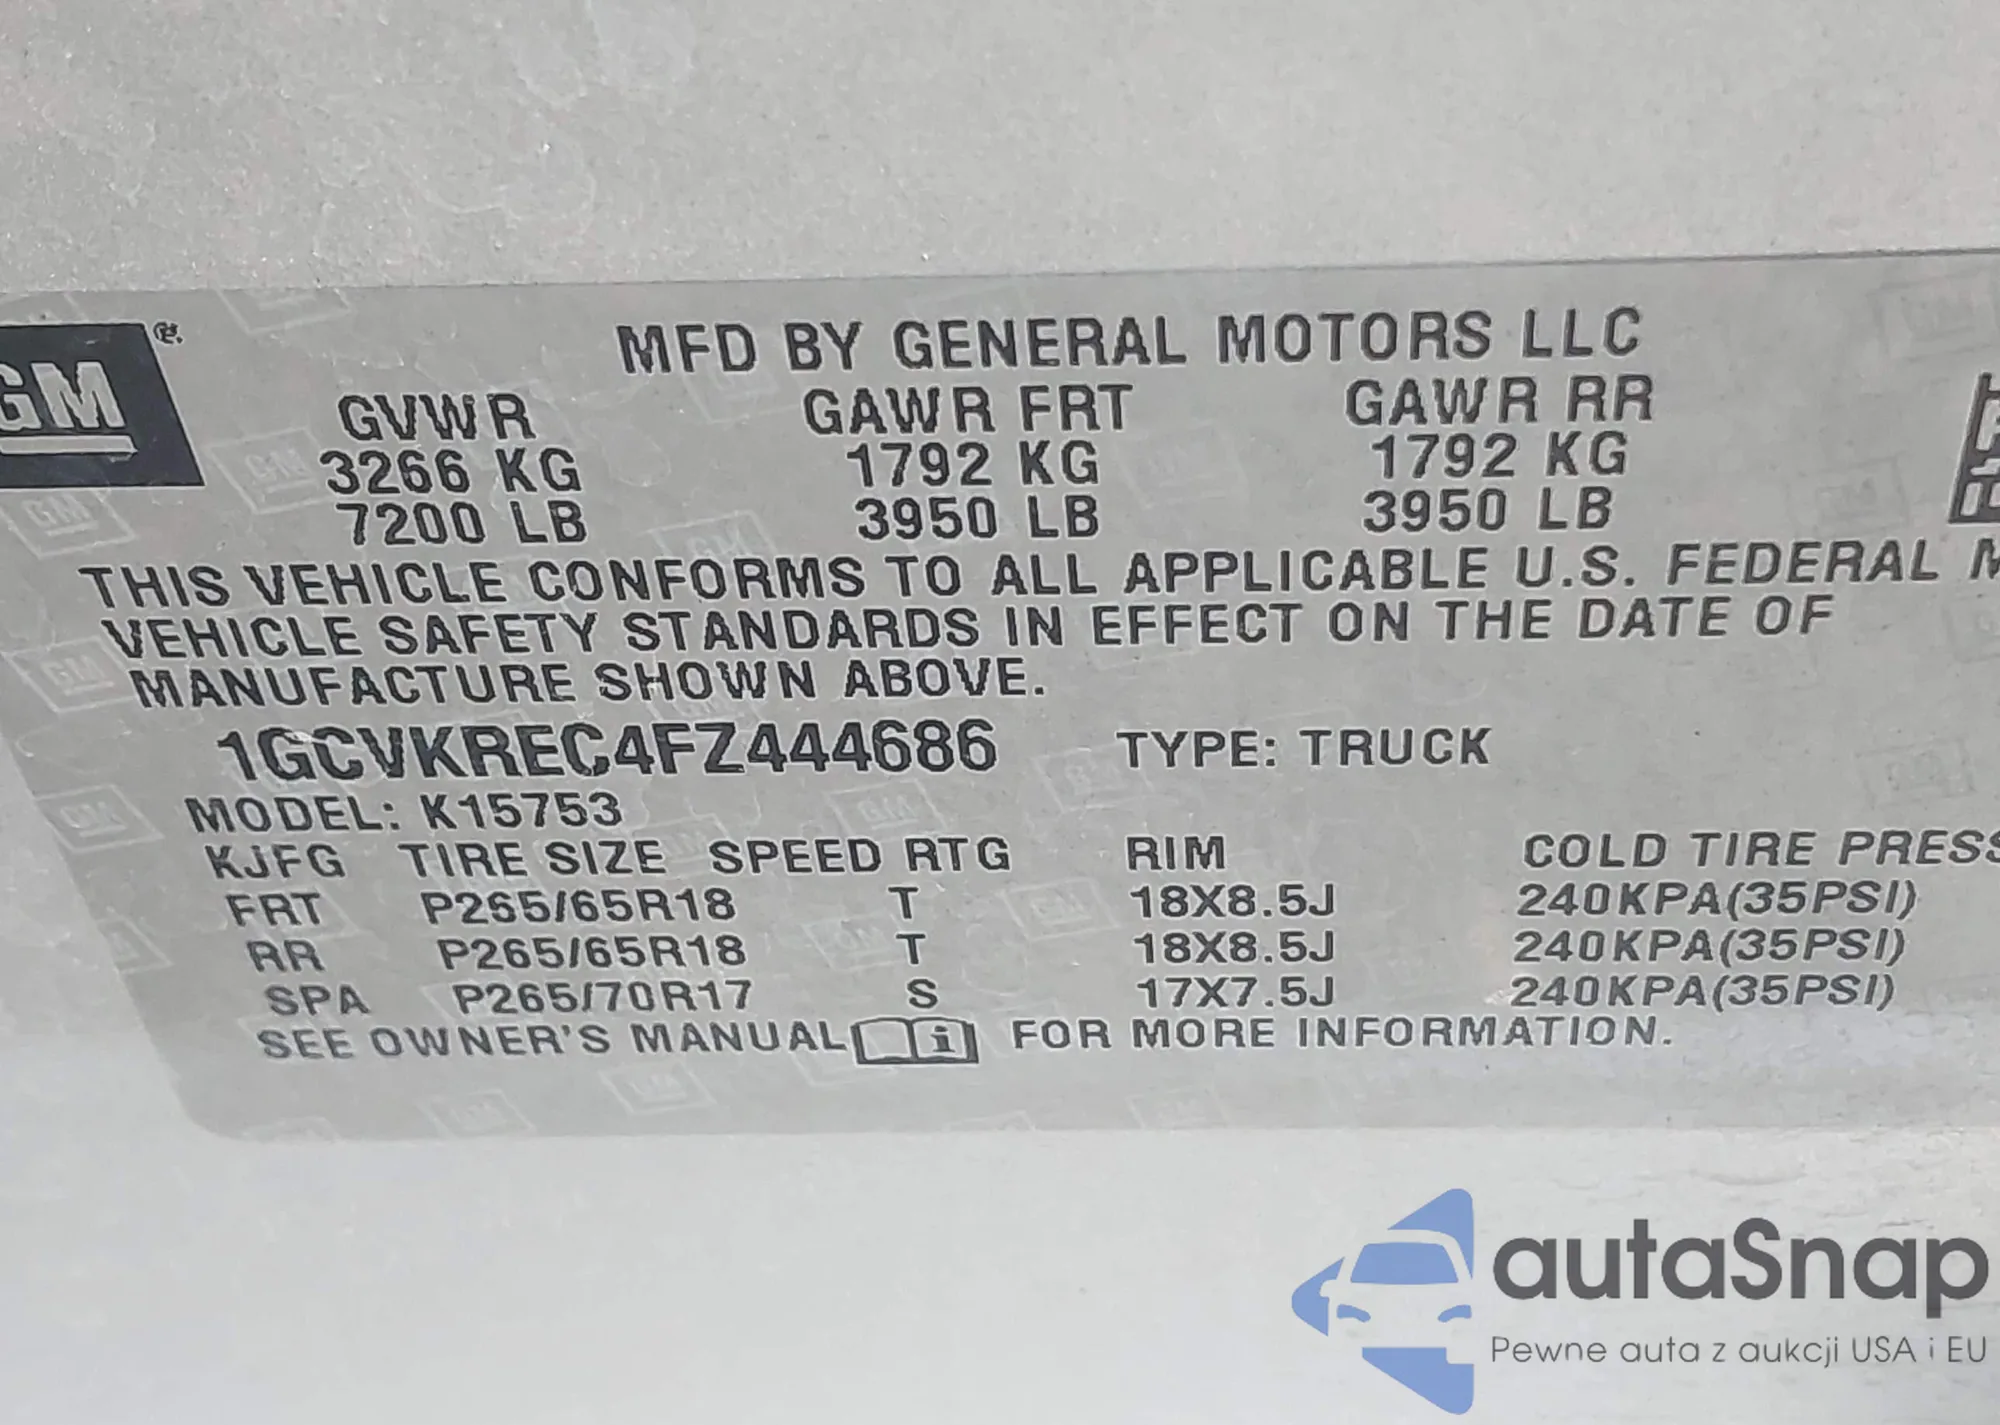 GM ®
MFD BY GENERAL MOTORS LLC
GVWR GAWR FRT GAWR RR
3266 KG 1792 KG 1792 KG
7200 LB 3950 LB 3950 LB
THIS VEHICLE CONFORMS TO ALL APPLICABLE U.S. FEDERAL M
VEHICLE SAFETY STANDARDS IN EFFECT ON THE DATE OF
MANUFACTURE SHOWN ABOVE.
1GCVKREC4FZ444686 TYPE: TRUCK
MODEL: K15753
KJFG TIRE SIZE SPEED RTG RIM COLD TIRE PRESS
FRT P265/65R18 T 18X8.5J 240KPA(35PSI)
RR P265/65R18 T 18X8.5J 240KPA(35PSI)
SPA P265/70R17 S 17X7.5J 240KPA(35PSI)
SEE OWNER'S MANUAL i FOR MORE INFORMATION.
autaSnap
Pewne auta z aukcji USA i EU